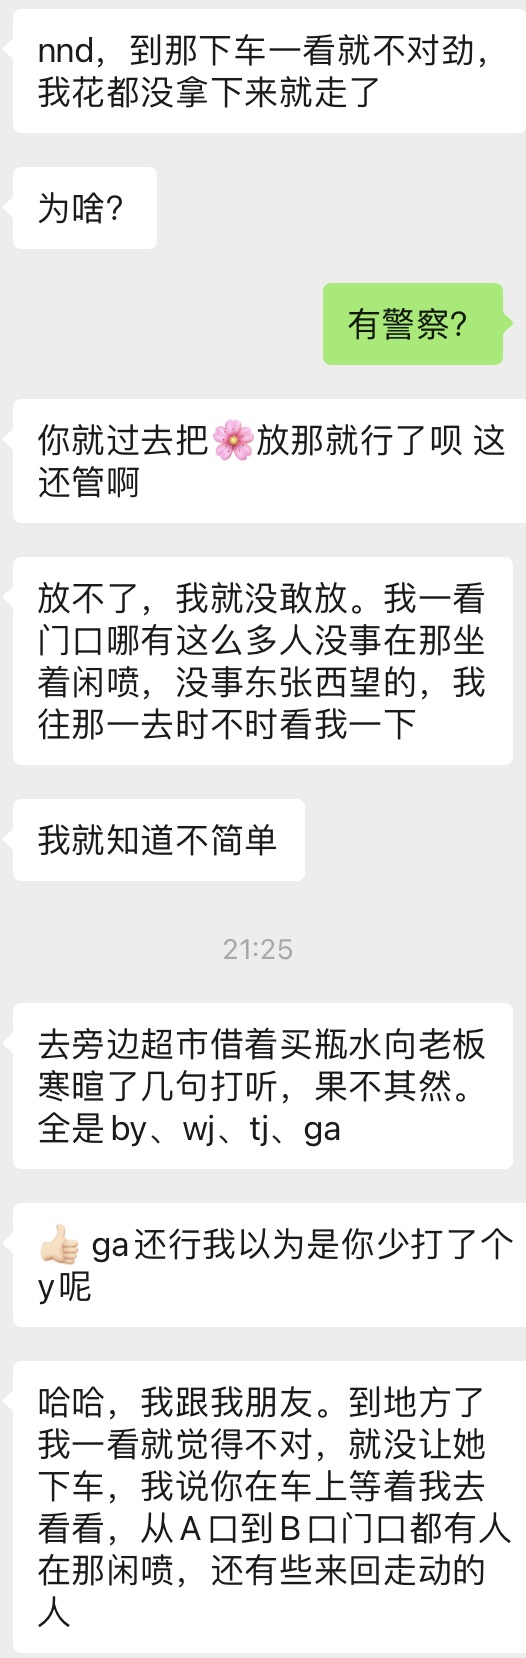 nnd，到那下车一看就不对劲，
我花都没拿下来就走了
为啥?
有警察?
你就过去把🌸放那就行了呗 这
还管啊
放不了，我就没敢放。我一看
门口哪有这么多人没事在那坐
着闲喷，没事东张西望的，我
往那一去时不时看我一下
我就知道不简单
21:25
去旁边超市借着买瓶水向老板
寒暄了几句打听，果不其然。
全是by、wj、tj、ga
👍🏻 ga还行我以为是你少打了个
y呢
哈哈，我跟我朋友。到地方了
我一看就觉得不对，就没让她
下车，我说你在车上等着我去
看看，从A口到B口门口都有人
在那闲喷，还有些来回走动的
人